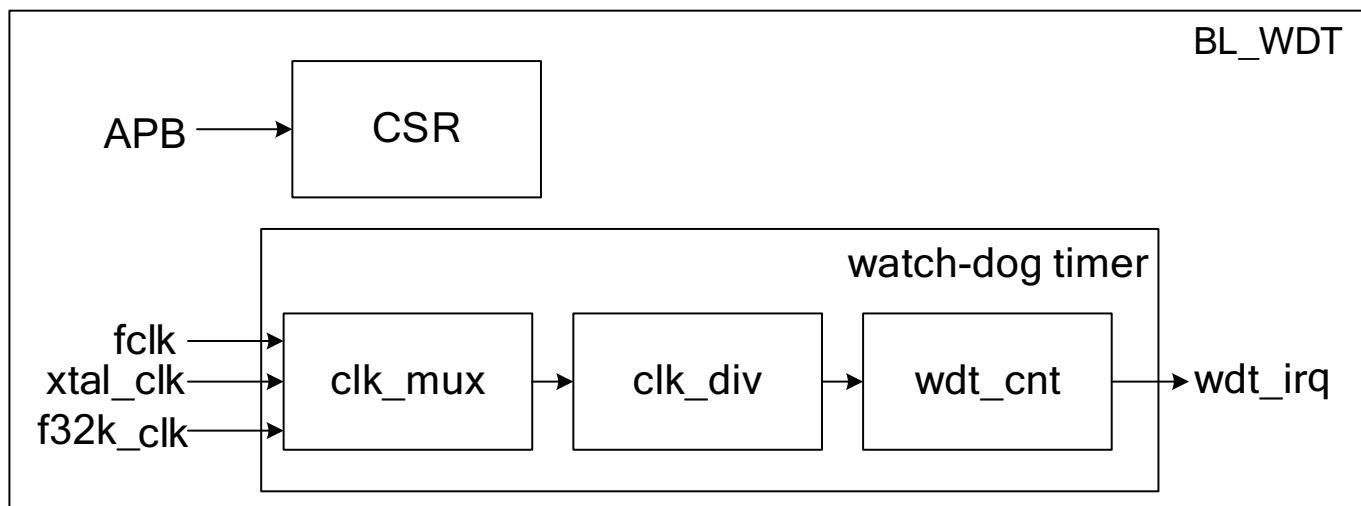 BL_WDT
APB
CSR
watch-dog timer
fclk
xtal_clk
f32k_clk
clk_mux
clk_div
wdt_cnt
wdt_irq